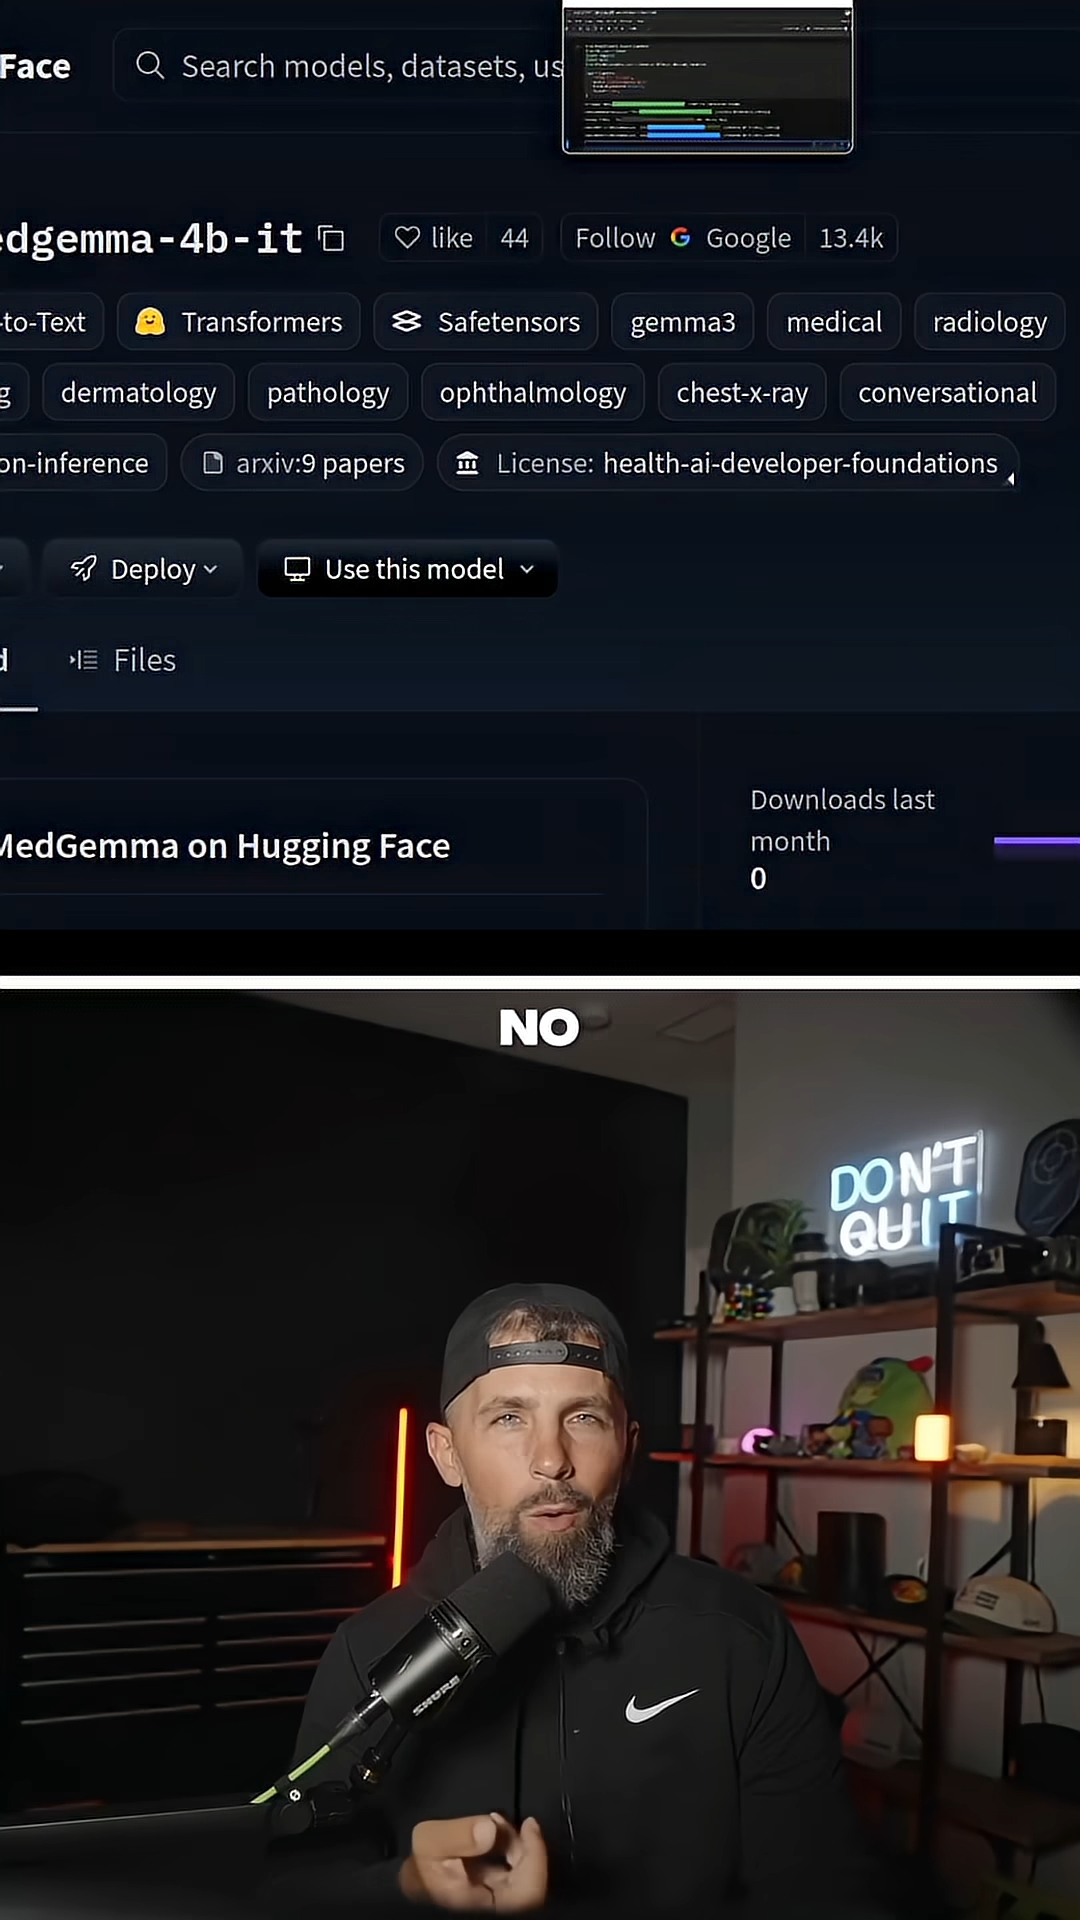 Face
Search models, datasets, us
edgemma-4b-it
like 44
Follow Google 13.4k
-to-Text
Transformers
Safetensors
gemma3
medical
radiology
g
dermatology
pathology
ophthalmology
chest-x-ray
conversational
on-inference
arxiv:9 papers
License: health-ai-developer-foundations
Deploy
Use this model
d
Files
MedGemma on Hugging Face
Downloads last
month
0
NO
DON'T
QUIT
SHURE